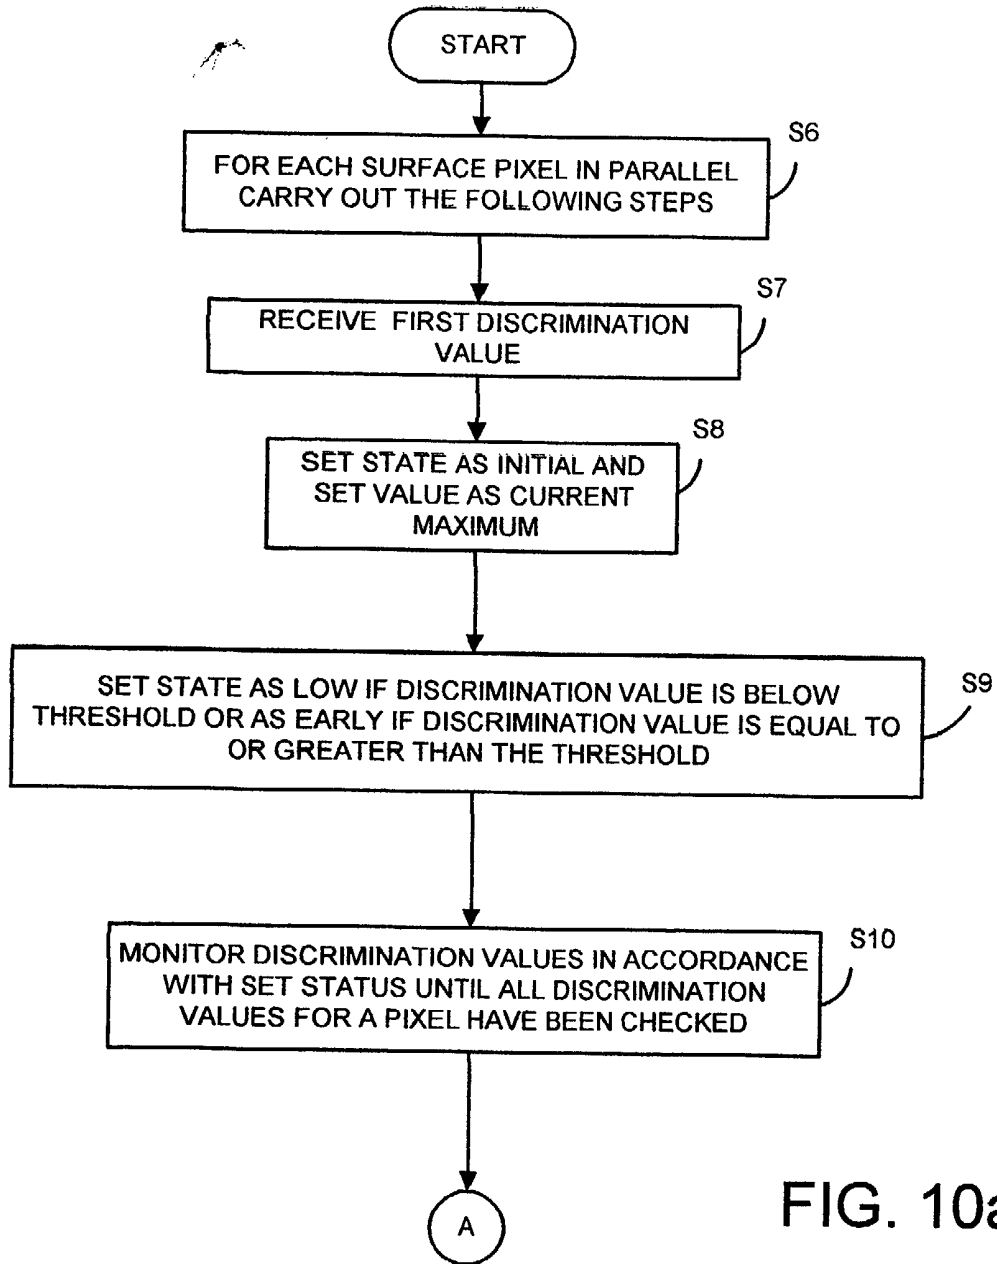 START
S6
FOR EACH SURFACE PIXEL IN PARALLEL
CARRY OUT THE FOLLOWING STEPS
S7
RECEIVE FIRST DISCRIMINATION
VALUE
S8
SET STATE AS INITIAL AND
SET VALUE AS CURRENT
MAXIMUM
S9
SET STATE AS LOW IF DISCRIMINATION VALUE IS BELOW
THRESHOLD OR AS EARLY IF DISCRIMINATION VALUE IS EQUAL TO
OR GREATER THAN THE THRESHOLD
S10
MONITOR DISCRIMINATION VALUES IN ACCORDANCE
WITH SET STATUS UNTIL ALL DISCRIMINATION
VALUES FOR A PIXEL HAVE BEEN CHECKED
A
FIG. 10a